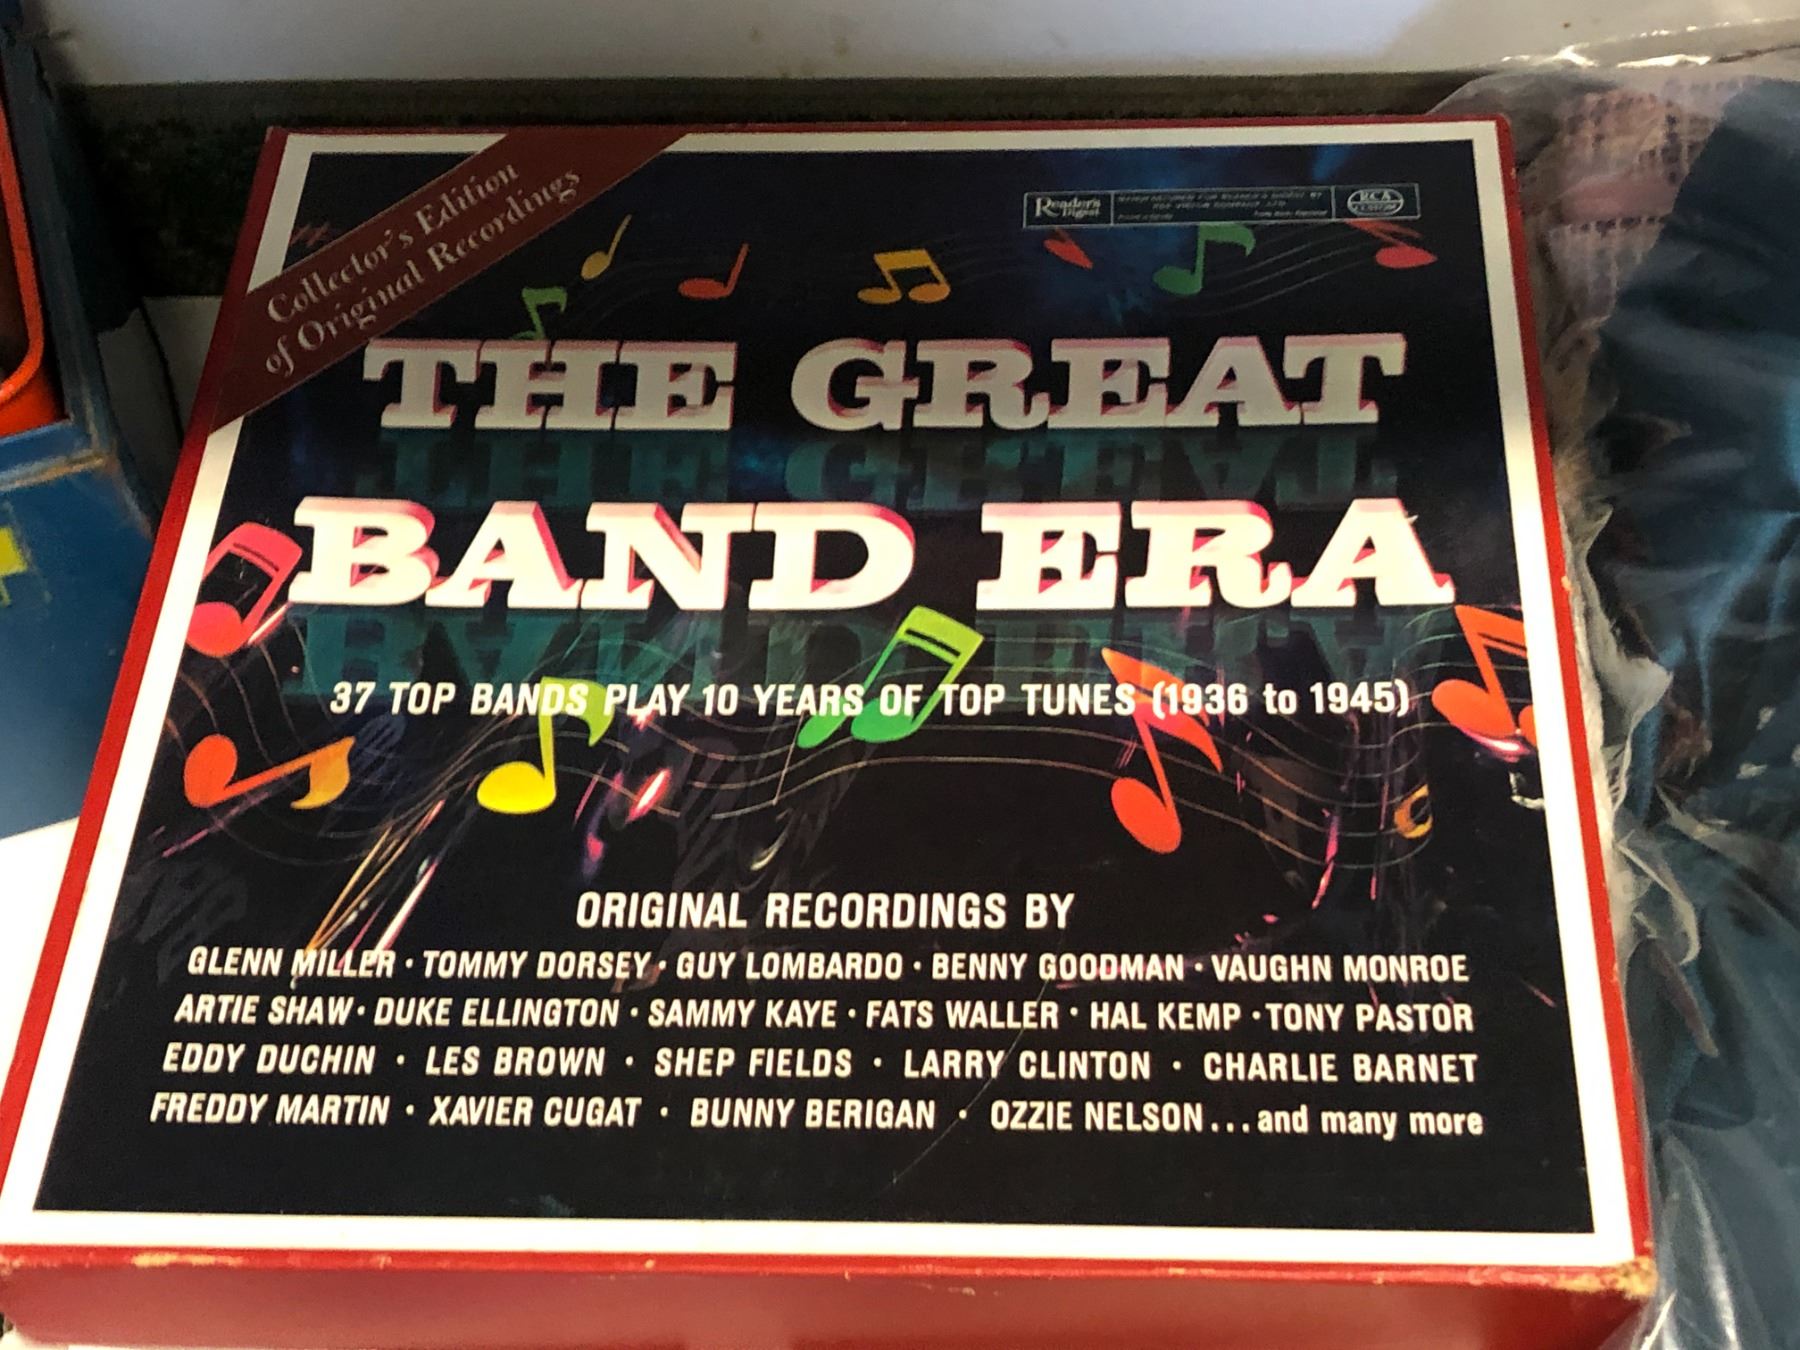 Collector's Edition
of Original Recordings
Reader's
Digest
RCA
THE GREAT
BAND ERA
37 TOP BANDS PLAY 10 YEARS OF TOP TUNES (1936 to 1945)
ORIGINAL RECORDINGS BY
GLENN MILLER · TOMMY DORSEY · GUY LOMBARDO · BENNY GOODMAN · VAUGHN MONROE
ARTIE SHAW · DUKE ELLINGTON · SAMMY KAYE · FATS WALLER · HAL KEMP · TONY PASTOR
EDDY DUCHIN · LES BROWN · SHEP FIELDS · LARRY CLINTON · CHARLIE BARNET
FREDDY MARTIN · XAVIER CUGAT · BUNNY BERIGAN · OZZIE NELSON...and many more